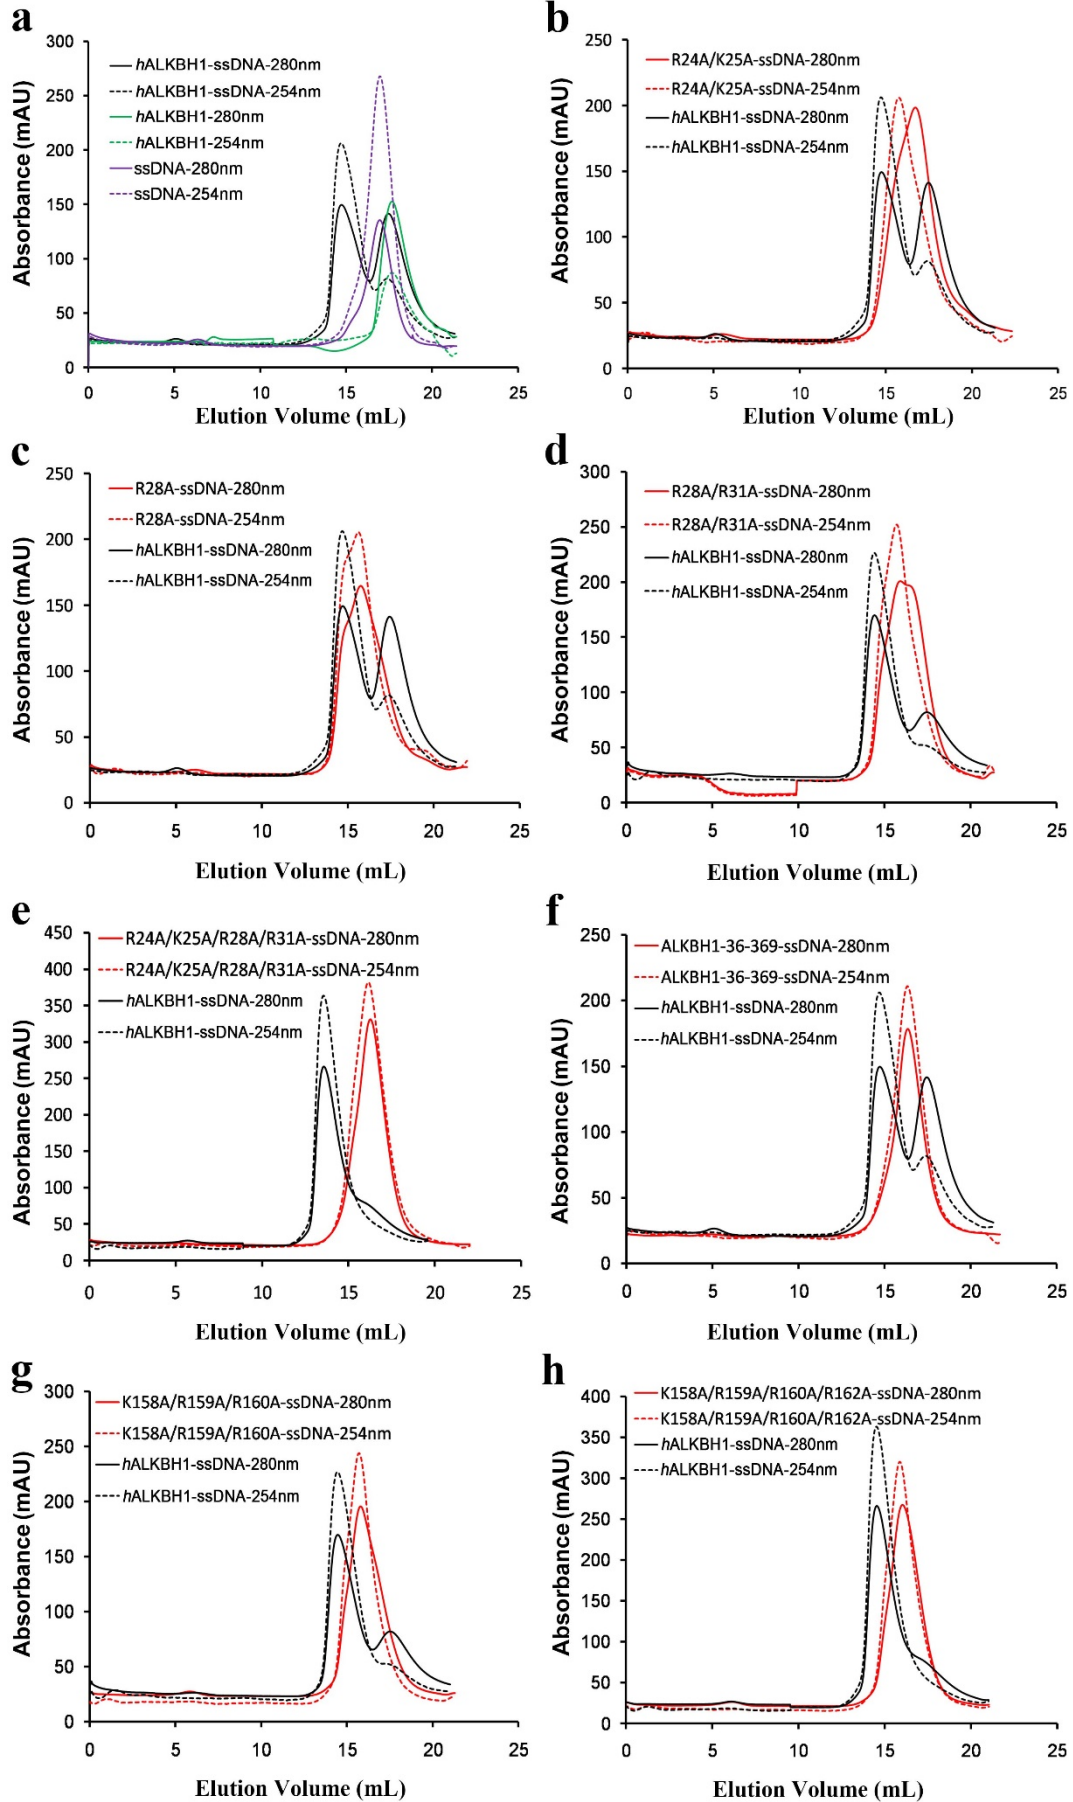 a
300
250
200
150
100
50
0
Absorbance (mAU)
hALKBH1-ssDNA-280nm
hALKBH1-ssDNA-254nm
hALKBH1-280nm
hALKBH1-254nm
ssDNA-280nm
ssDNA-254nm
0 5 10 15 20 25
Elution Volume (mL)
b
250
200
150
100
50
0
Absorbance (mAU)
R24A/K25A-ssDNA-280nm
R24A/K25A-ssDNA-254nm
hALKBH1-ssDNA-280nm
hALKBH1-ssDNA-254nm
0 5 10 15 20 25
Elution Volume (mL)
c
250
200
150
100
50
0
Absorbance (mAU)
R28A-ssDNA-280nm
R28A-ssDNA-254nm
hALKBH1-ssDNA-280nm
hALKBH1-ssDNA-254nm
0 5 10 15 20 25
Elution Volume (mL)
d
300
250
200
150
100
50
0
Absorbance (mAU)
R28A/R31A-ssDNA-280nm
R28A/R31A-ssDNA-254nm
hALKBH1-ssDNA-280nm
hALKBH1-ssDNA-254nm
0 5 10 15 20 25
Elution Volume (mL)
e
450
400
350
300
250
200
150
100
50
0
Absorbance (mAU)
R24A/K25A/R28A/R31A-ssDNA-280nm
R24A/K25A/R28A/R31A-ssDNA-254nm
hALKBH1-ssDNA-280nm
hALKBH1-ssDNA-254nm
0 5 10 15 20 25
Elution Volume (mL)
f
250
200
150
100
50
0
Absorbance (mAU)
ALKBH1-36-369-ssDNA-280nm
ALKBH1-36-369-ssDNA-254nm
hALKBH1-ssDNA-280nm
hALKBH1-ssDNA-254nm
0 5 10 15 20 25
Elution Volume (mL)
g
300
250
200
150
100
50
0
Absorbance (mAU)
K158A/R159A/R160A-ssDNA-280nm
K158A/R159A/R160A-ssDNA-254nm
hALKBH1-ssDNA-280nm
hALKBH1-ssDNA-254nm
0 5 10 15 20 25
Elution Volume (mL)
h
400
350
300
250
200
150
100
50
0
Absorbance (mAU)
K158A/R159A/R160A/R162A-ssDNA-280nm
K158A/R159A/R160A/R162A-ssDNA-254nm
hALKBH1-ssDNA-280nm
hALKBH1-ssDNA-254nm
0 5 10 15 20 25
Elution Volume (mL)